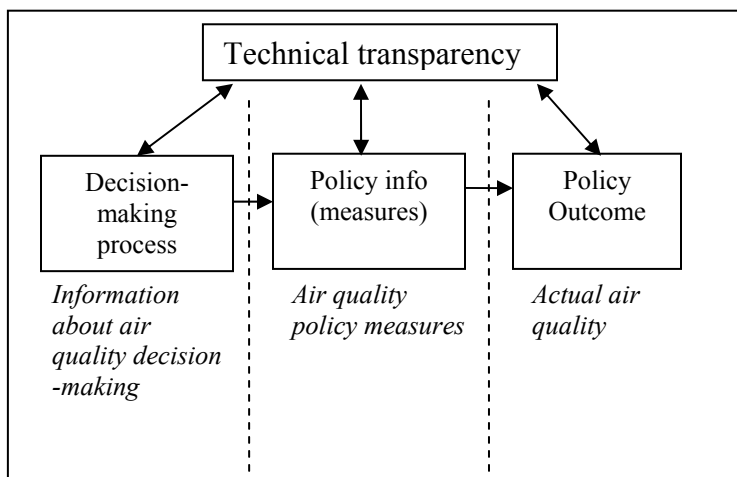 Technical transparency
Decision-
making
process
Policy info
(measures)
Policy
Outcome
Information
about air
quality decision
-making
Air quality
policy measures
Actual air
quality